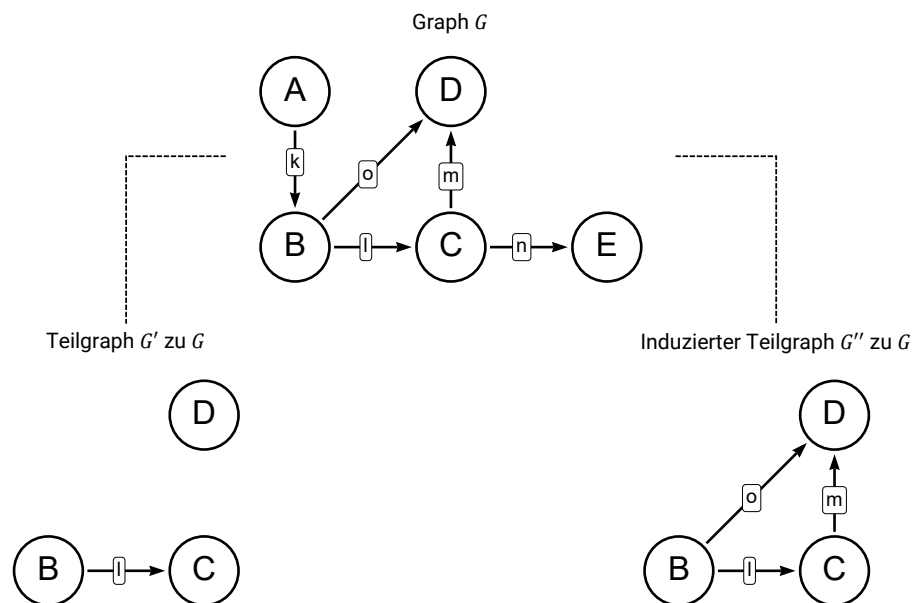 Graph G
A
D
k
o
m
B
l
C
n
E
Teilgraph G′ zu G
Induzierter Teilgraph G′′ zu G
D
D
o
m
B
l
C
B
l
C